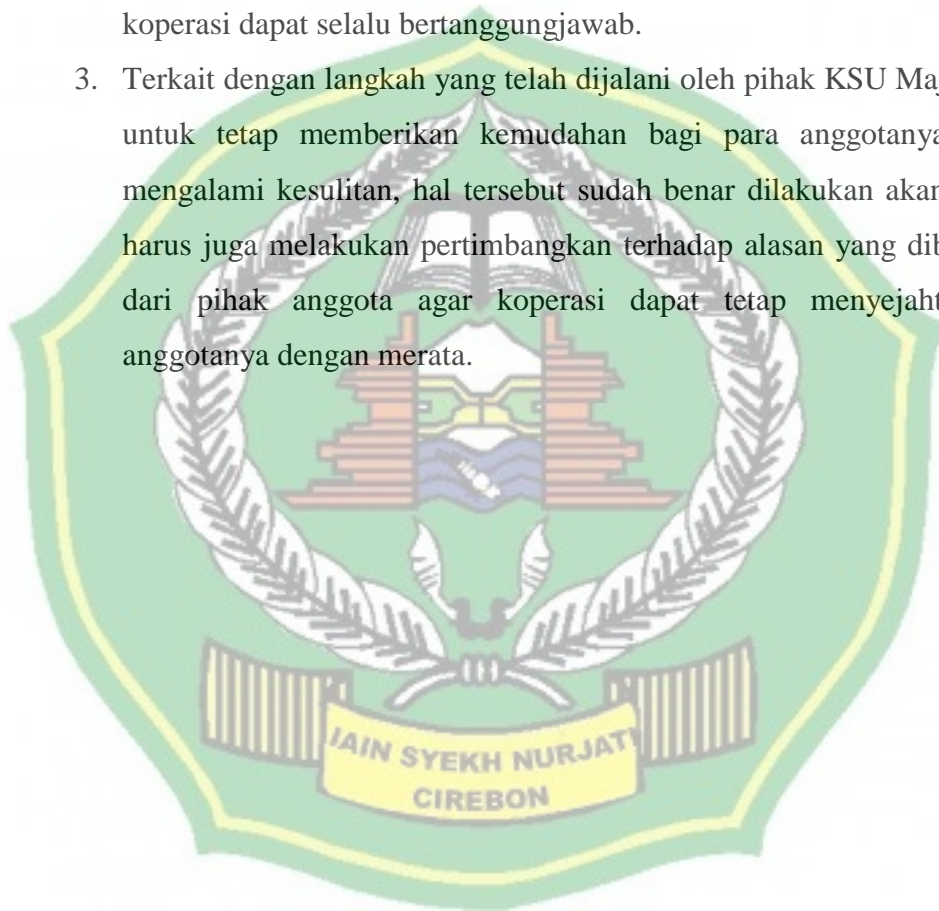 koperasi dapat selalu bertanggungjawab.
3. Terkait dengan langkah yang telah dijalani oleh pihak KSU
untuk tetap memberikan kemudahan bagi para anggotanya
mengalami kesulitan, hal tersebut sudah benar dilakukan akan
harus juga melakukan pertimbangkan terhadap alasan yang
dari pihak anggota agar koperasi dapat tetap
anggotanya dengan merata.
IAIN SYEKH NURJATI
CIREBON